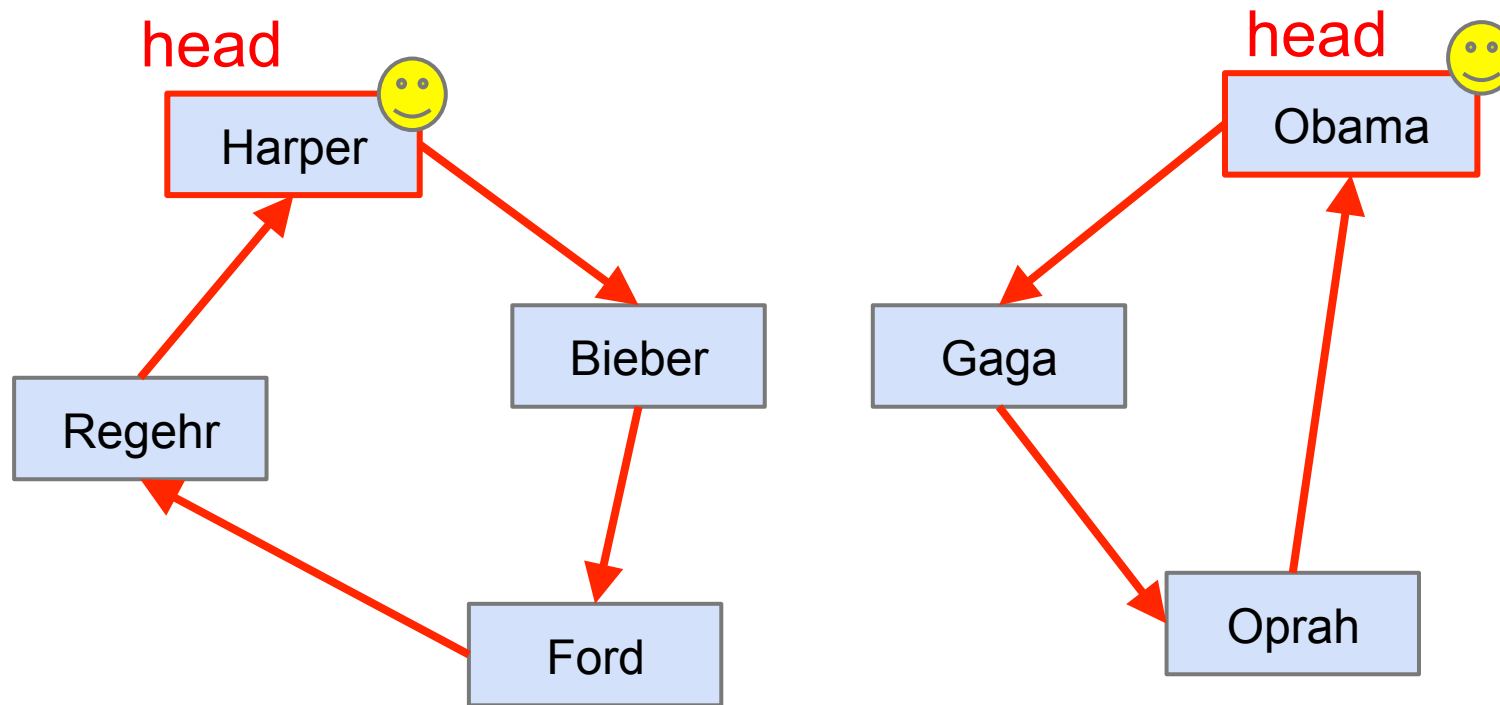 head
Harper
Bieber
Regehr
Ford
head
Obama
Gaga
Oprah